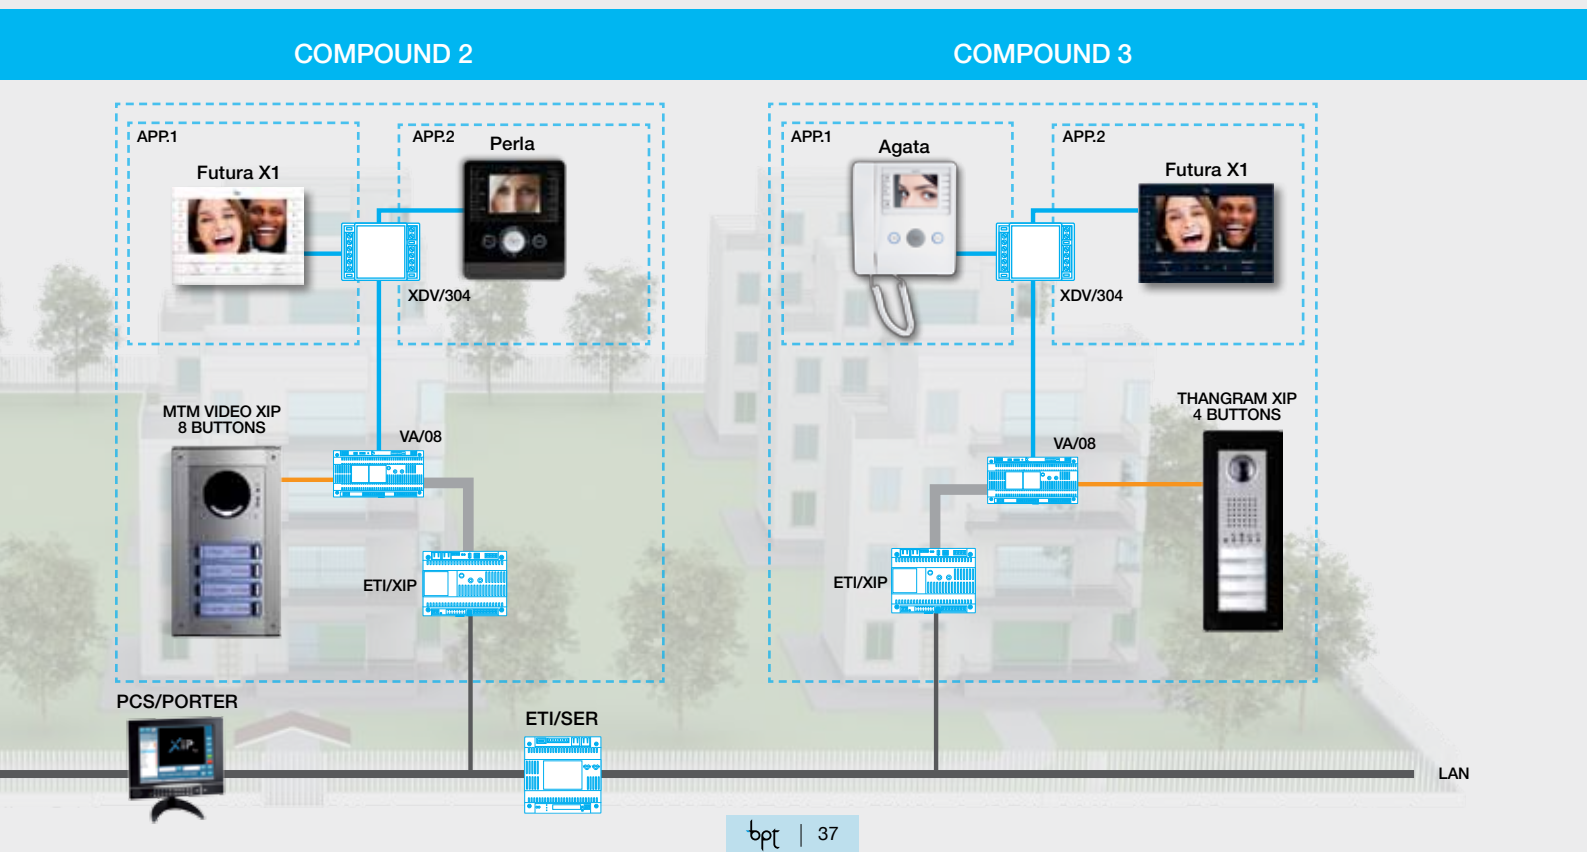 COMPOUND 2
COMPOUND 3
APP.1
APP.2
Perla
Futura X1
XDV/304
APP.1
Agata
APP.2
Futura X1
XDV/304
MTM VIDEO XIP
8 BUTTONS
VA/08
ETI/XIP
THANGRAM XIP
4 BUTTONS
VA/08
ETI/XIP
PCS/PORTER
XiP
ETI/SER
LAN
bpt | 37